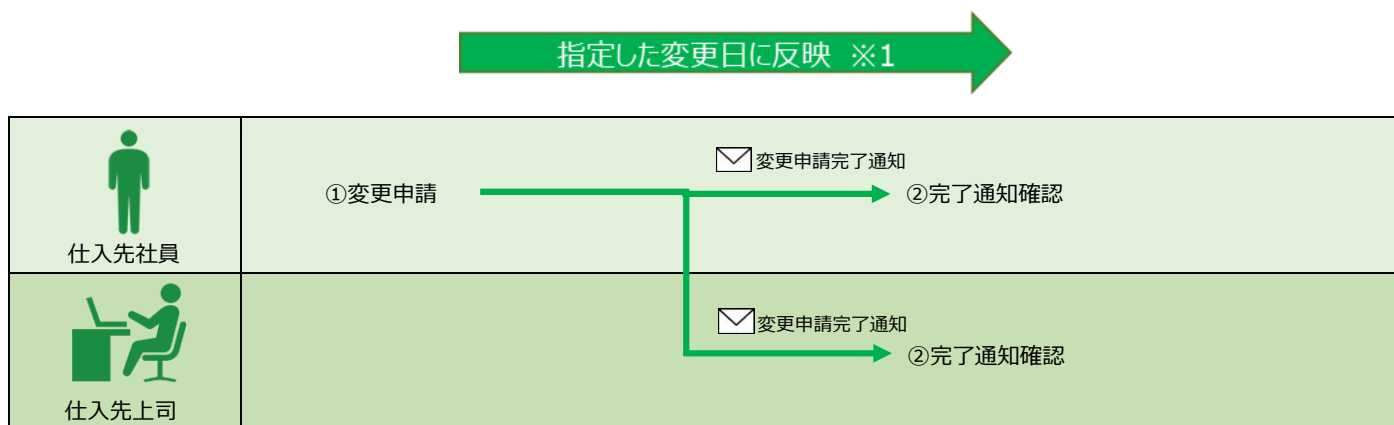 指定した変更日に反映 ※1
変更申請完了通知
①変更申請
②完了通知確認
仕入先社員
変更申請完了通知
②完了通知確認
仕入先上司